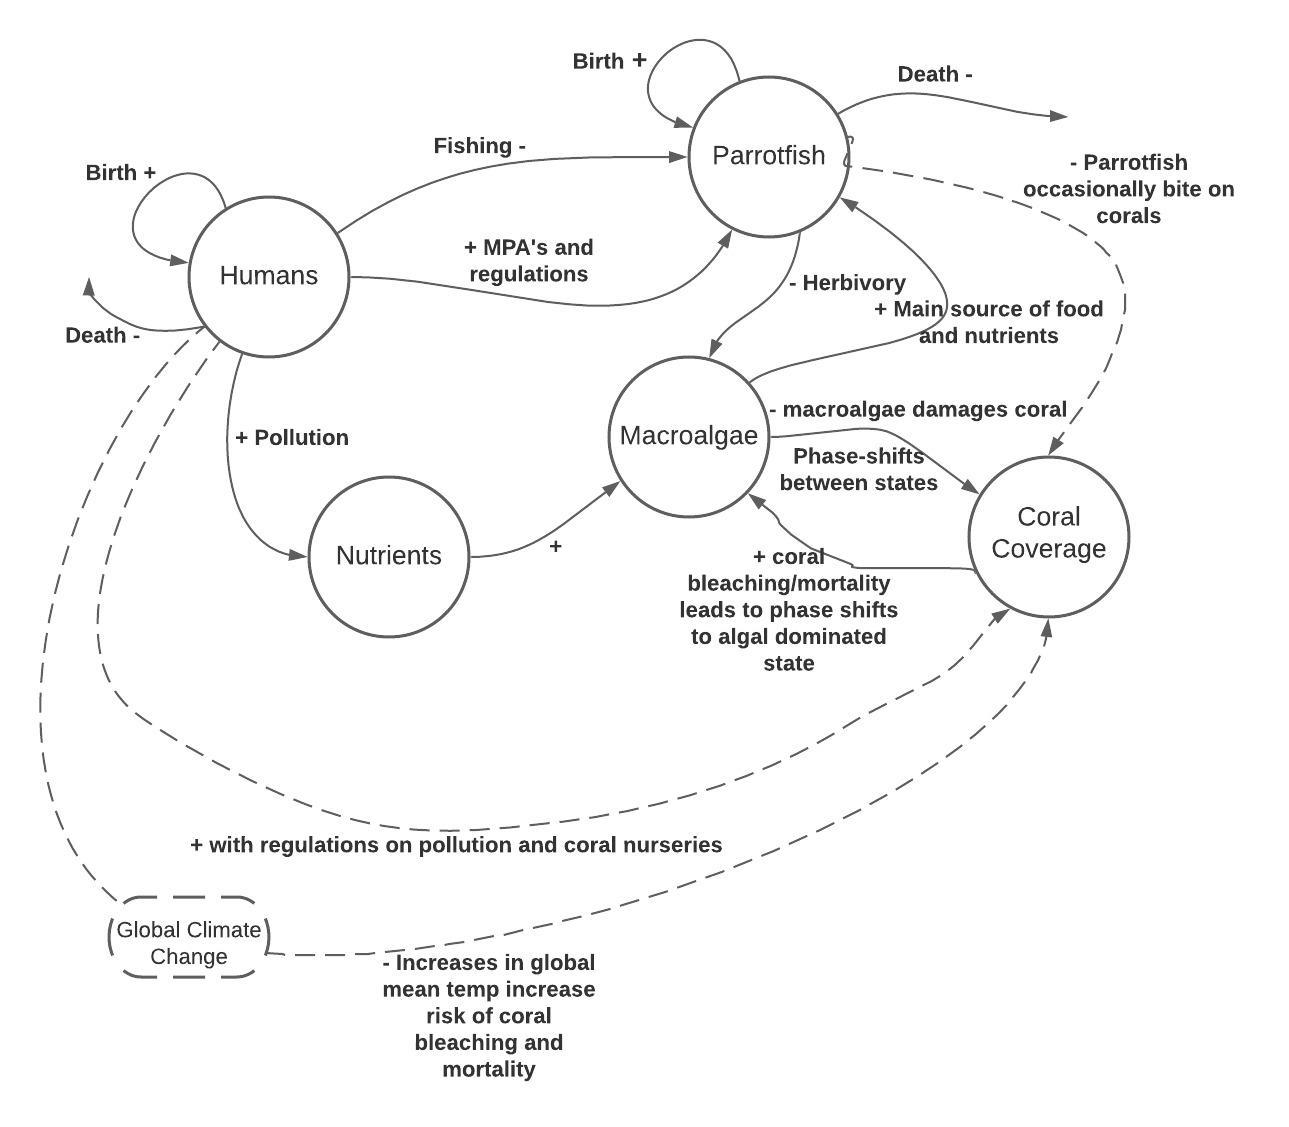 Birth +
Death -
Parrotfish
Fishing -
Birth +
- Parrotfish
occasionally bite on
corals
Humans
+ MPA's and
regulations
- Herbivory
+ Main source of food
and nutrients
Death -
- macroalgae damages coral
+ Pollution
Macroalgae
Phase-shifts
between states
Coral
Coverage
Nutrients
+
+ coral
bleaching/mortality
leads to phase shifts
to algal dominated
state
+ with regulations on pollution and coral nurseries
Global Climate
Change
- Increases in global
mean temp increase
risk of coral
bleaching and
mortality